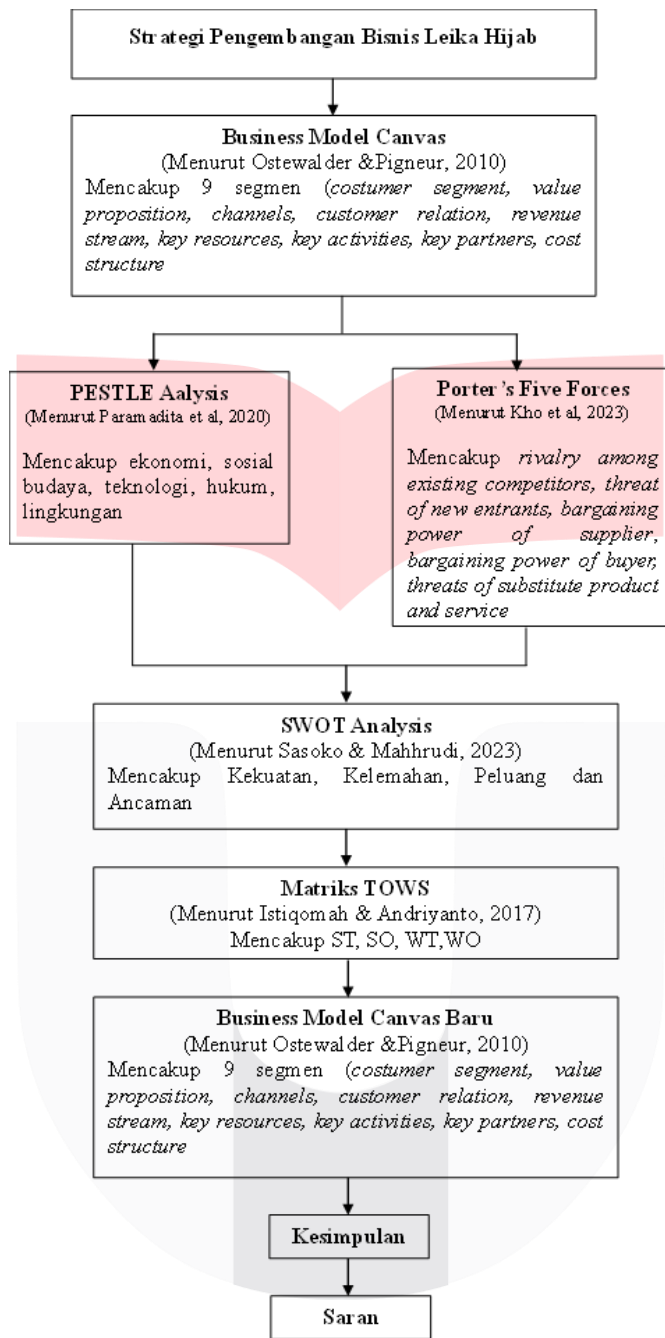 Strategi Pengembangan Bisnis Leika Hijab
Business Model Canvas
(Menurut Ostewalder &Pigneur, 2010)
Mencakup 9 segmen (costumer segment, value
proposition, channels, customer relation, revenue
stream, key resources, key activities, key partners, cost
structure
PESTLE Aalysis
(Menurut Paramadita et al, 2020)
Mencakup ekonomi, sosial
budaya, teknologi, hukum,
lingkungan
Porter's Five Forces
(Menurut Kho et al, 2023)
Mencakup rivalry among
existing competitors, threat
of new entrants, bargaining
power of supplier,
bargaining power of buyer,
threats of substitute product
and service
SWOT Analysis
(Menurut Sasoko & Mahhrudi, 2023)
Mencakup Kekuatan, Kelemahan, Peluang dan
Ancaman
Matriks TOWS
(Menurut Istiqomah & Andriyanto, 2017)
Mencakup ST, SO, WT,WO
Business Model Canvas Baru
(Menurut Ostewalder &Pigneur, 2010)
Mencakup 9 segmen (costumer segment, value
proposition, channels, customer relation, revenue
stream, key resources, key activities, key partners, cost
structure
Kesimpulan
Saran